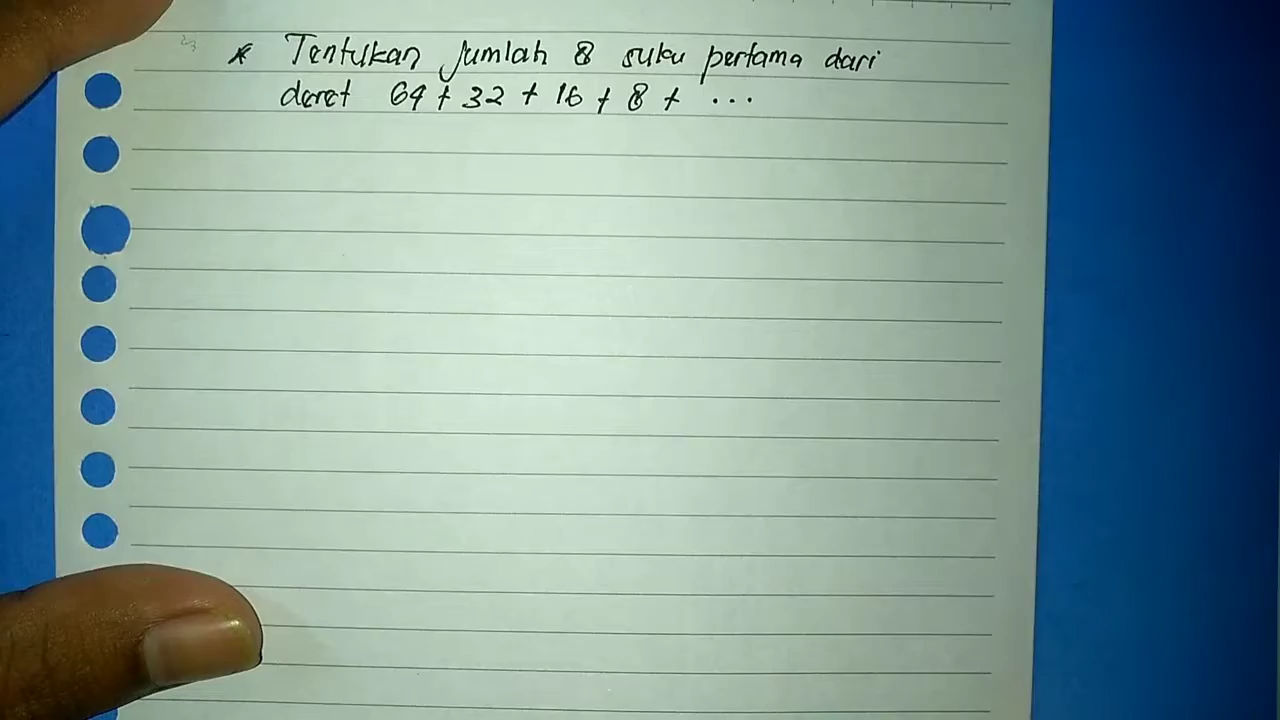 * Tentukan jumlah 8 suku pertama dari
deret 64 + 32 + 16 + 8 + ...